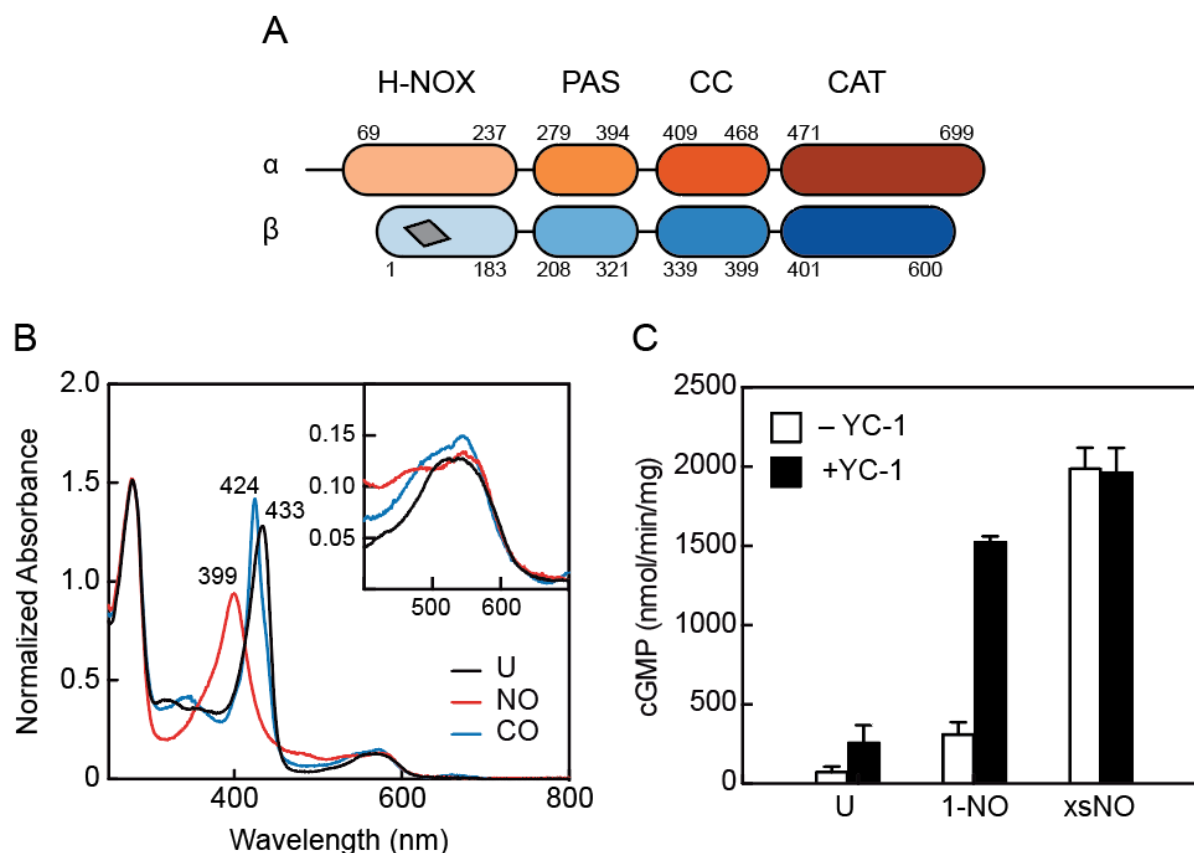 A
H-NOX PAS CC CAT
69 237 279 394 409 468 471 699
α
β
1 183 208 321 339 399 401 600
B
Normalized Absorbance
2.0
1.5
1.0
0.5
0
400 600 800
Wavelength (nm)
424
433
399
0.15
0.10
0.05
500 600
U
NO
CO
C
cGMP (nmol/min/mg)
2500
2000
1500
1000
500
0
– YC-1
+YC-1
U 1-NO xsNO